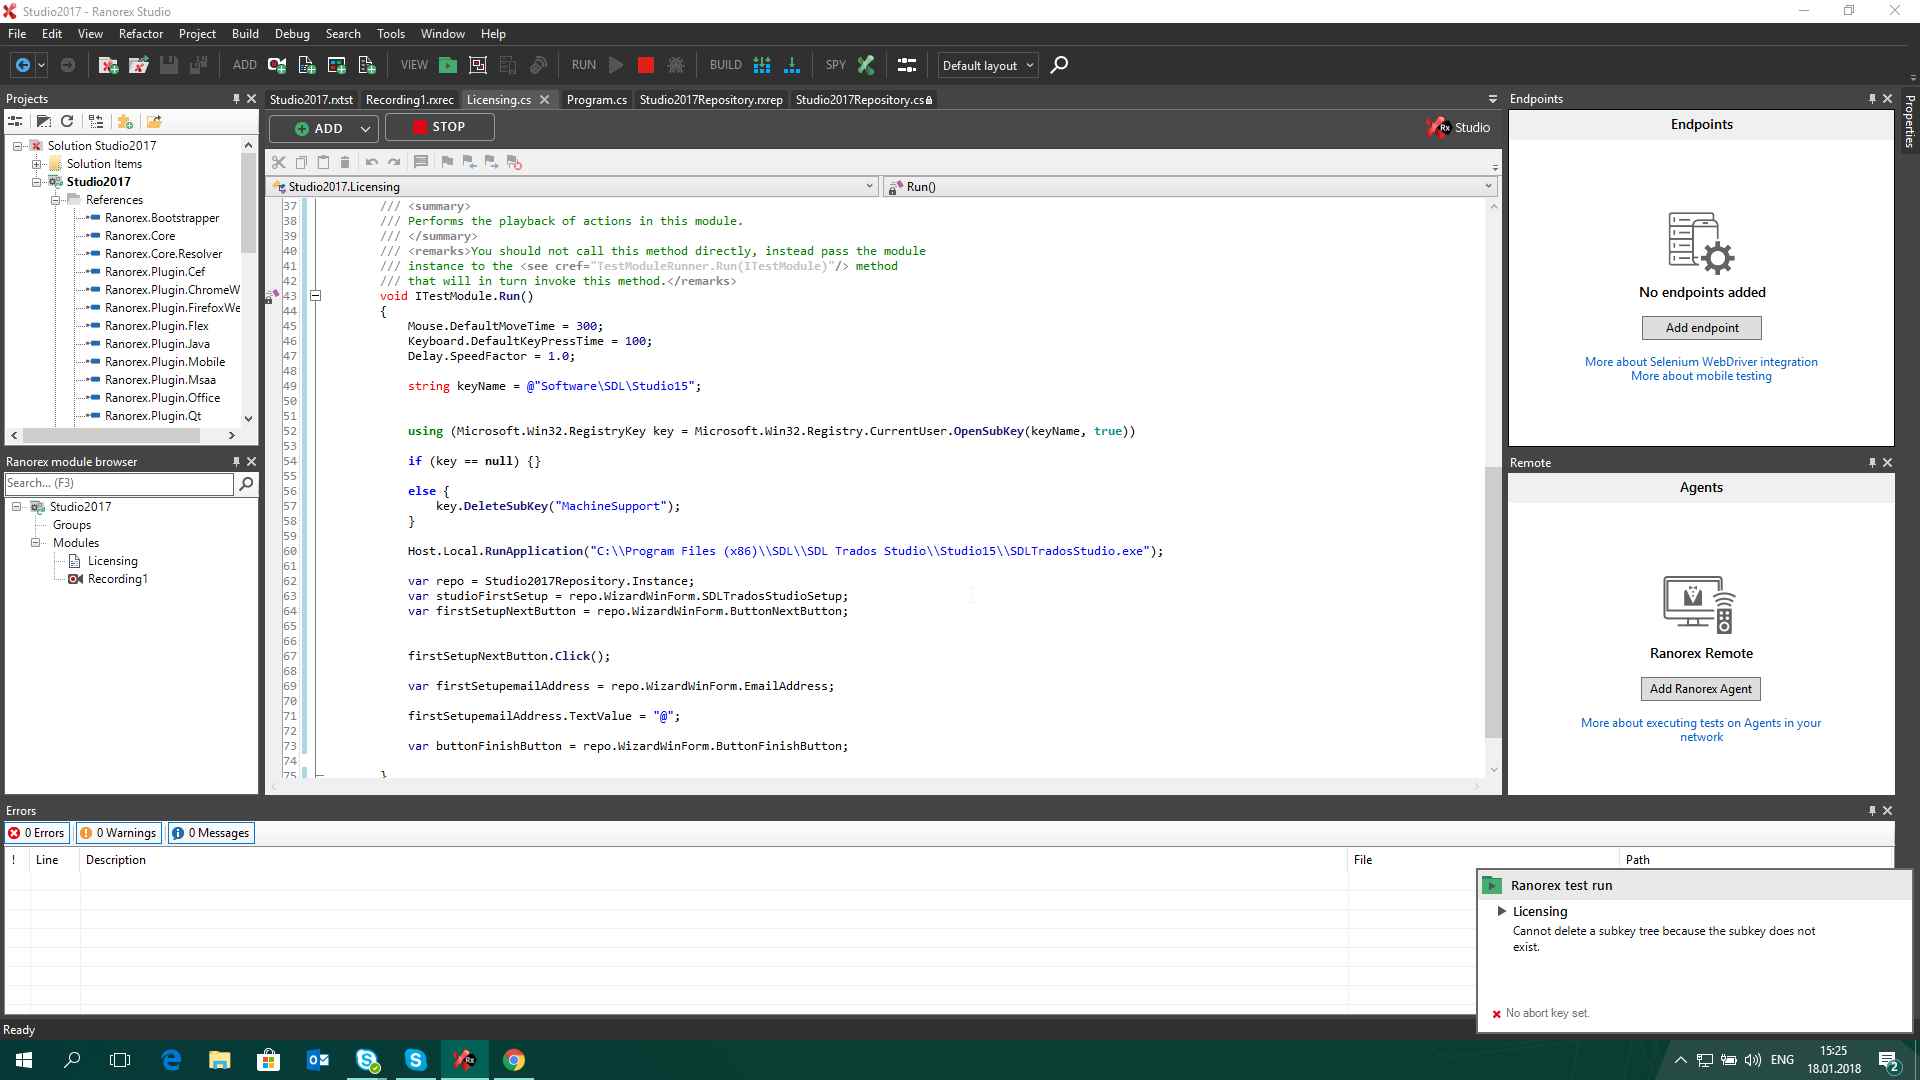 Studio2017 - Ranorex Studio
File Edit View Refactor Project Build Debug Search Tools Window Help
ADD VIEW RUN BUILD SPY Default layout
Projects
Studio2017.rxtst Recording1.rxrec Licensing.cs Program.cs Studio2017Repository.rxrep Studio2017Repository.cs
Endpoints
Properties
ADD STOP
Studio
Solution Studio2017
Solution Items
Studio2017
References
Ranorex.Bootstrapper
Ranorex.Core
Ranorex.Core.Resolver
Ranorex.Plugin.Cef
Ranorex.Plugin.ChromeW
Ranorex.Plugin.FirefoxWe
Ranorex.Plugin.Flex
Ranorex.Plugin.Java
Ranorex.Plugin.Mobile
Ranorex.Plugin.Msaa
Ranorex.Plugin.Office
Ranorex.Plugin.Qt
Ranorex module browser
Search... (F3)
Studio2017
Groups
Modules
Licensing
Recording1
Studio2017.Licensing
Run()
37 /// <summary>
38 /// Performs the playback of actions in this module.
39 /// </summary>
40 /// <remarks>You should not call this method directly, instead pass the module
41 /// instance to the <see cref="TestModuleRunner.Run(ITestModule)"/> method
42 /// that will in turn invoke this method.</remarks>
43 void ITestModule.Run()
44 {
45 Mouse.DefaultMoveTime = 300;
46 Keyboard.DefaultKeyPressTime = 100;
47 Delay.SpeedFactor = 1.0;
48
49 string keyName = @"Software\SDL\Studio15";
50
51
52 using (Microsoft.Win32.RegistryKey key = Microsoft.Win32.Registry.CurrentUser.OpenSubKey(keyName, true))
53
54 if (key == null) {}
55
56 else {
57 key.DeleteSubKey("MachineSupport");
58 }
59
60 Host.Local.RunApplication("C:\\Program Files (x86)\\SDL\\SDL Trados Studio\\Studio15\\SDLTradosStudio.exe");
61
62 var repo = Studio2017Repository.Instance;
63 var studioFirstSetup = repo.WizardWinForm.SDLTradosStudioSetup;
64 var firstSetupNextButton = repo.WizardWinForm.ButtonNextButton;
65
66
67 firstSetupNextButton.Click();
68
69 var firstSetupemailAddress = repo.WizardWinForm.EmailAddress;
70
71 firstSetupemailAddress.TextValue = "@";
72
73 var buttonFinishButton = repo.WizardWinForm.ButtonFinishButton;
74
75 }
Endpoints
No endpoints added
Add endpoint
More about Selenium WebDriver integration
More about mobile testing
Remote
Agents
Ranorex Remote
Add Ranorex Agent
More about executing tests on Agents in your
network
Errors
0 Errors 0 Warnings 0 Messages
! Line Description File Path
Ranorex test run
Licensing
Cannot delete a subkey tree because the subkey does not
exist.
No abort key set.
Ready
ENG
15:25
18.01.2018
2